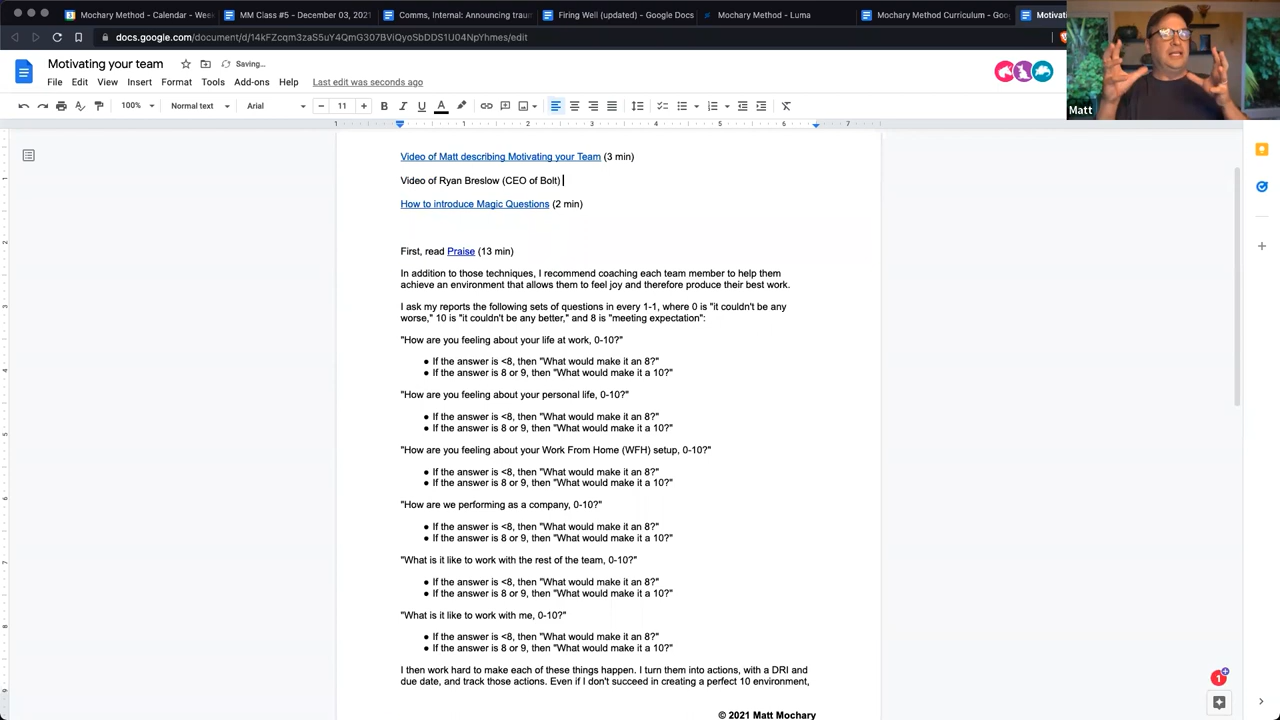 Mochary Method - Calendar - Week
MM Class #5 - December 03, 2021
Comms, Internal: Announcing traun
Firing Well (updated) - Google Docs
Mochary Method - Luma
Mochary Method Curriculum - Goog
Motivati
docs.google.com/document/d/14kFZcqm3zaS5uY4QmG307BViQyoSbDDS1U04NpYhmes/edit
Motivating your team
Saving…
File Edit View Insert Format Tools Add-ons Help Last edit was seconds ago
100% Normal text Arial 11
Matt
1 1 2 3 4 5 6 7
Video of Matt describing Motivating your Team (3 min)
Video of Ryan Breslow (CEO of Bolt)
How to introduce Magic Questions (2 min)
First, read Praise (13 min)
In addition to those techniques, I recommend coaching each team member to help them
achieve an environment that allows them to feel joy and therefore produce their best work.
I ask my reports the following sets of questions in every 1-1, where 0 is "it couldn't be any
worse," 10 is "it couldn't be any better," and 8 is "meeting expectation":
"How are you feeling about your life at work, 0-10?"
● If the answer is <8, then "What would make it an 8?"
● If the answer is 8 or 9, then "What would make it a 10?"
"How are you feeling about your personal life, 0-10?"
● If the answer is <8, then "What would make it an 8?"
● If the answer is 8 or 9, then "What would make it a 10?"
"How are you feeling about your Work From Home (WFH) setup, 0-10?"
● If the answer is <8, then "What would make it an 8?"
● If the answer is 8 or 9, then "What would make it a 10?"
"How are we performing as a company, 0-10?"
● If the answer is <8, then "What would make it an 8?"
● If the answer is 8 or 9, then "What would make it a 10?"
"What is it like to work with the rest of the team, 0-10?"
● If the answer is <8, then "What would make it an 8?"
● If the answer is 8 or 9, then "What would make it a 10?"
"What is it like to work with me, 0-10?"
● If the answer is <8, then "What would make it an 8?"
● If the answer is 8 or 9, then "What would make it a 10?"
I then work hard to make each of these things happen. I turn them into actions, with a DRI and
due date, and track those actions. Even if I don't succeed in creating a perfect 10 environment,
© 2021 Matt Mochary
1